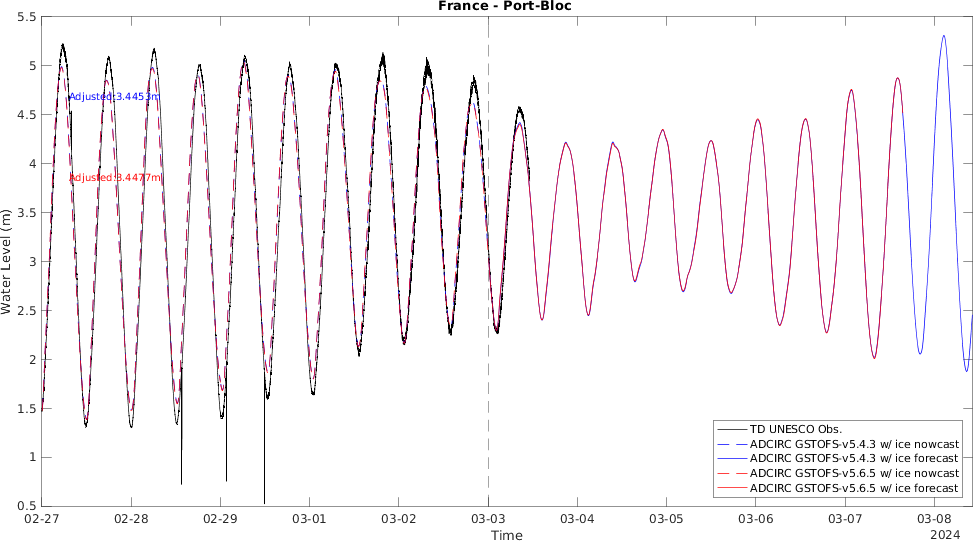 France - Port-Bloc
5.5
5
4.5
4
3.5
3
2.5
2
1.5
1
0.5
Water Level (m)
Adjusted:3.4453m
Adjusted:3.4477m
TD UNESCO Obs.
ADCIRC GSTOFS-v5.4.3 w/ ice nowcast
ADCIRC GSTOFS-v5.4.3 w/ ice forecast
ADCIRC GSTOFS-v5.6.5 w/ ice nowcast
ADCIRC GSTOFS-v5.6.5 w/ ice forecast
02-27 02-28 02-29 03-01 03-02 03-03 03-04 03-05 03-06 03-07 03-08
Time
2024